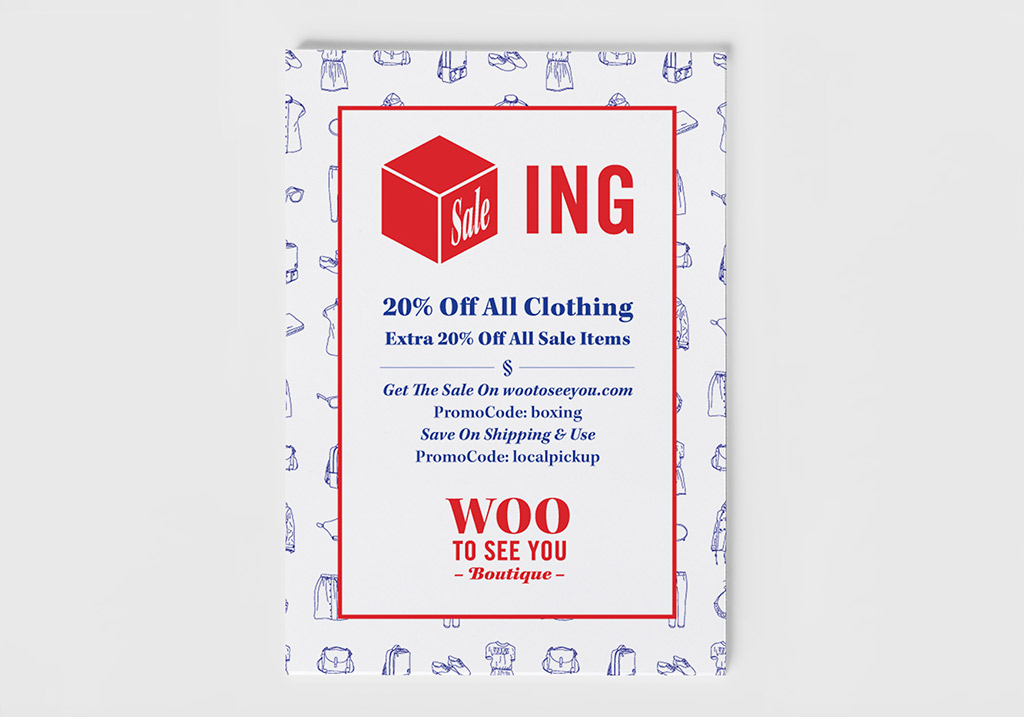 Sale ING
20% Off All Clothing
Extra 20% Off All Sale Items
§
Get The Sale On wootoseeyou.com
PromoCode: boxing
Save On Shipping & Use
PromoCode: localpickup
WOO
TO SEE YOU
– Boutique –